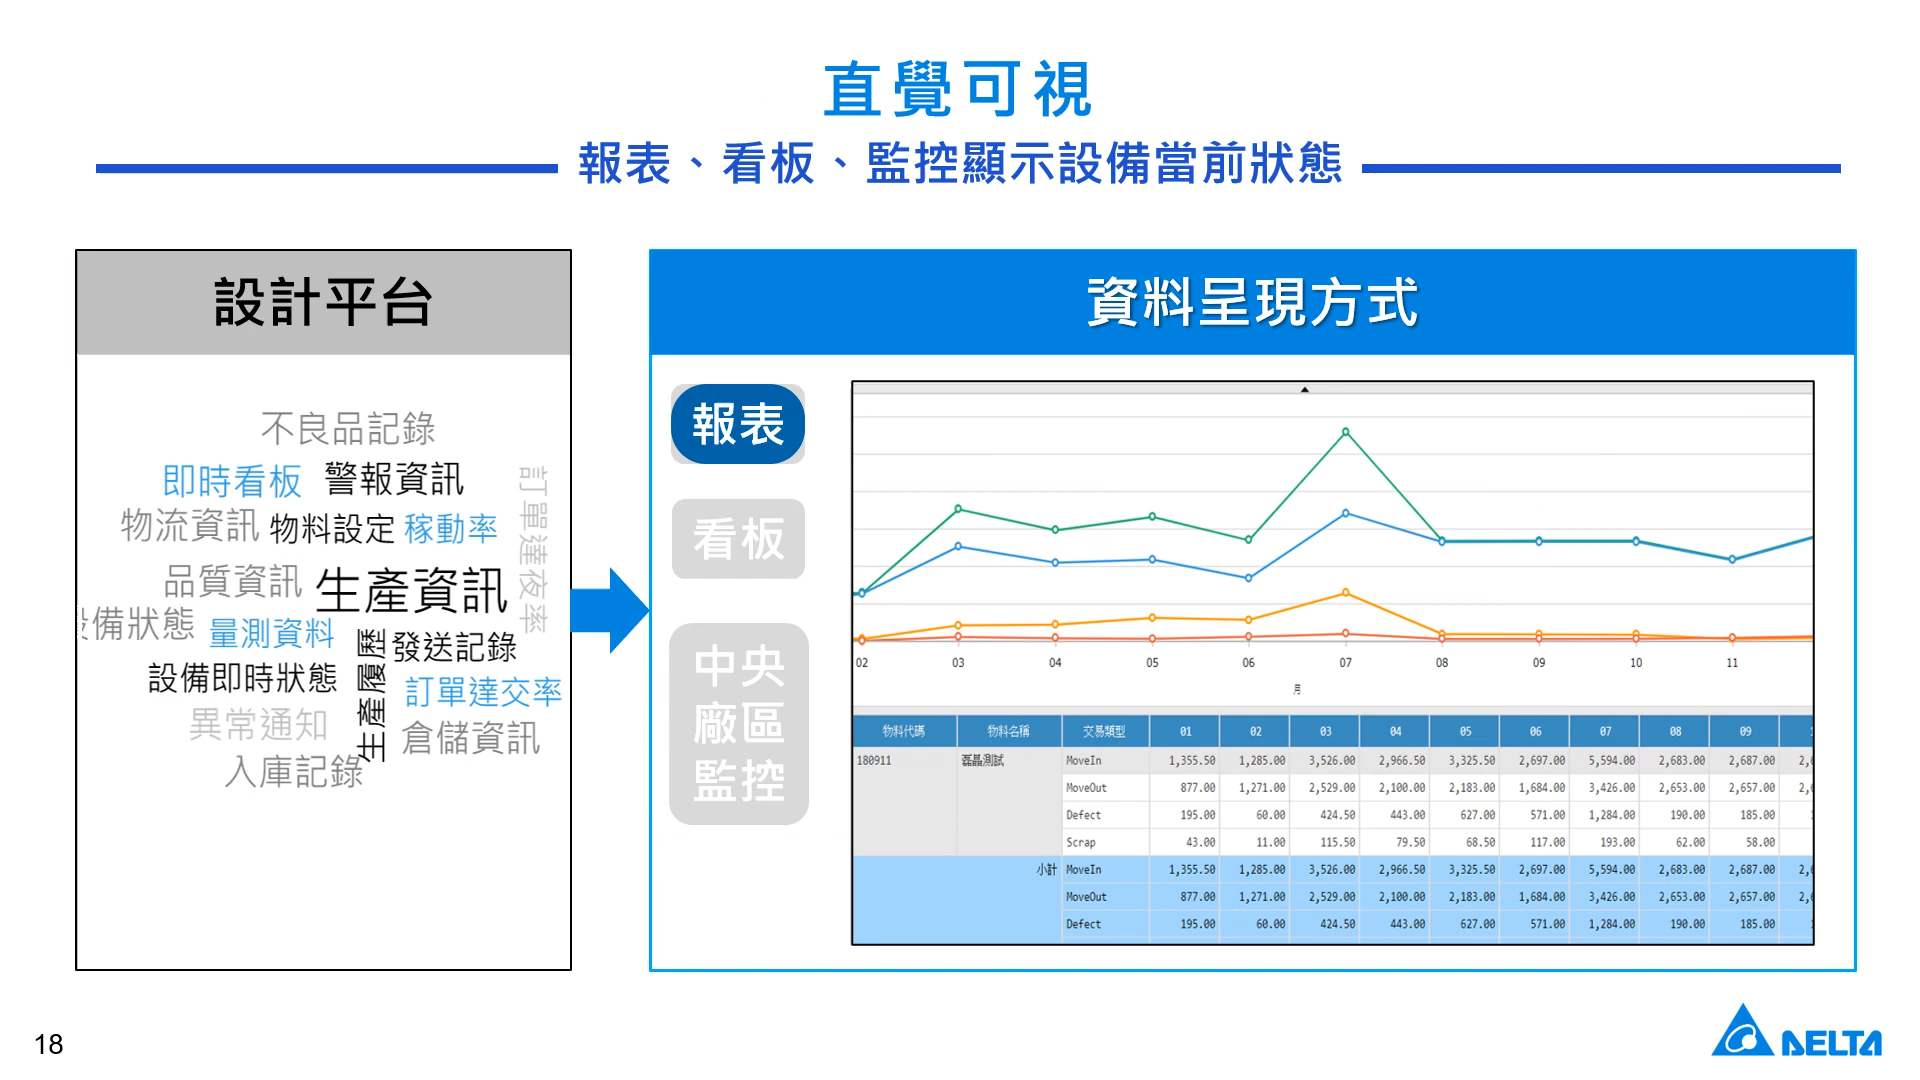 直覺可視
報表、看板、監控顯示設備當前狀態
設計平台
不良品記錄
即時看板 警報資訊
訂單達夜率
物流資訊 物料設定 稼動率
品質資訊 生產資訊
備狀態 量測資料
生產履歷
發送記錄
設備即時狀態
訂單達交率
異常通知
倉儲資訊
入庫記錄
資料呈現方式
報表
看板
中央
廠區
監控
02 03 04 05 06 07 08 09 10 11
月
物料代碼 物料名稱 交易類型 01 02 03 04 05 06 07 08 09
180911 磊晶測試 MoveIn 1,355.50 1,285.00 3,526.00 2,966.50 3,325.50 2,697.00 5,594.00 2,683.00 2,687.00
MoveOut 877.00 1,271.00 2,529.00 2,100.00 2,183.00 1,684.00 3,426.00 2,653.00 2,657.00
Defect 195.00 60.00 424.50 443.00 627.00 571.00 1,284.00 190.00 185.00
Scrap 43.00 11.00 115.50 79.50 68.50 117.00 193.00 62.00 58.00
小計 MoveIn 1,355.50 1,285.00 3,526.00 2,966.50 3,325.50 2,697.00 5,594.00 2,683.00 2,687.00
MoveOut 877.00 1,271.00 2,529.00 2,100.00 2,183.00 1,684.00 3,426.00 2,653.00 2,657.00
Defect 195.00 60.00 424.50 443.00 627.00 571.00 1,284.00 190.00 185.00
18
DELTA